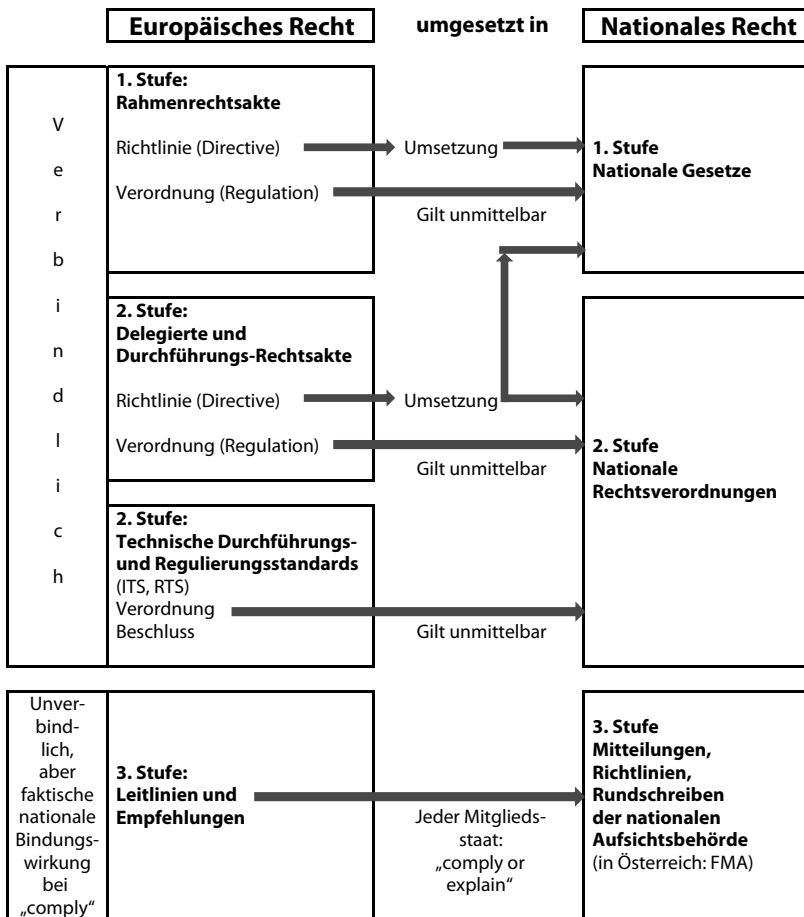 Europäisches Recht
umgesetzt in
Nationales Recht
V
e
r
b
i
n
d
l
i
c
h
1. Stufe:
Rahmenrechtsakte
Richtlinie (Directive)
Umsetzung
Verordnung (Regulation)
Gilt unmittelbar
1. Stufe
Nationale Gesetze
2. Stufe:
Delegierte und
Durchführungs-Rechtsakte
Richtlinie (Directive)
Umsetzung
Verordnung (Regulation)
Gilt unmittelbar
2. Stufe:
Technische Durchführungs-
und Regulierungsstandards
(ITS, RTS)
Verordnung
Beschluss
Gilt unmittelbar
2. Stufe
Nationale
Rechtsverordnungen
Unver-
bind-
lich,
aber
faktische
nationale
Bindungs-
wirkung
bei
„comply“
3. Stufe:
Leitlinien und
Empfehlungen
Jeder Mitglieds-
staat:
„comply or
explain“
3. Stufe
Mitteilungen,
Richtlinien,
Rundschreiben
der nationalen
Aufsichtsbehörde
(in Österreich: FMA)